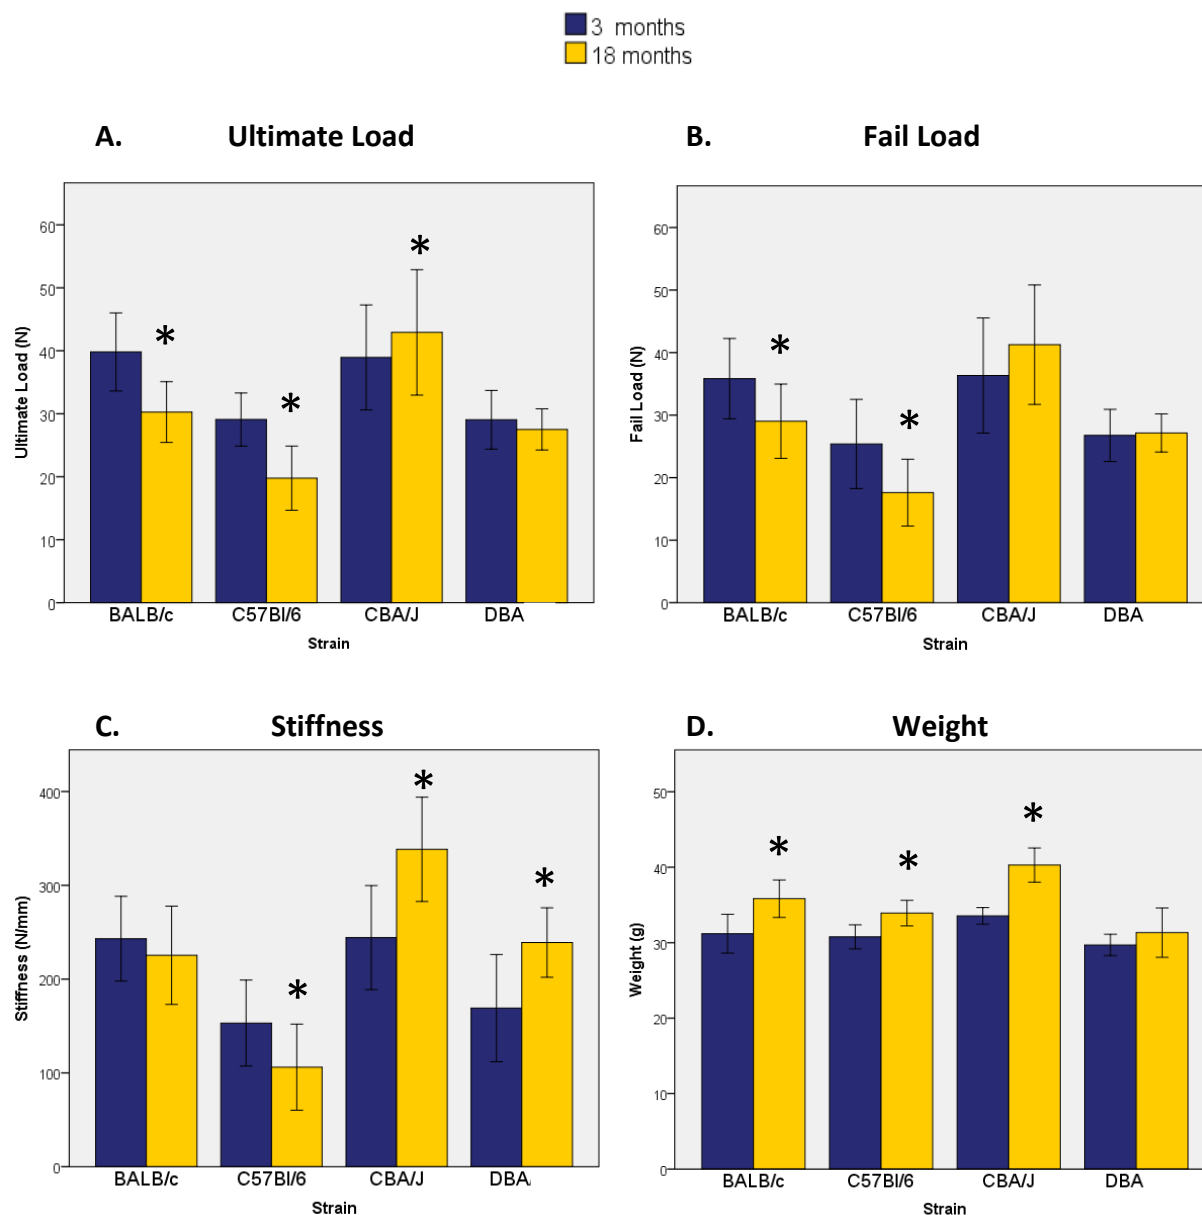 3 months
18 months
A. Ultimate Load
Ultimate Load (N)
60
50
40
30
20
10
0
*
*
*
BALB/c C57Bl/6 CBA/J DBA
Strain
B. Fail Load
Fail Load (N)
60
50
40
30
20
10
0
*
*
BALB/c C57Bl/6 CBA/J DBA
Strain
C. Stiffness
Stiffness (N/mm)
400
300
200
100
0
*
*
*
BALB/c C57Bl/6 CBA/J DBA
Strain
D. Weight
Weight (g)
50
40
30
20
10
0
*
*
*
BALB/c C57Bl/6 CBA/J DBA
Strain